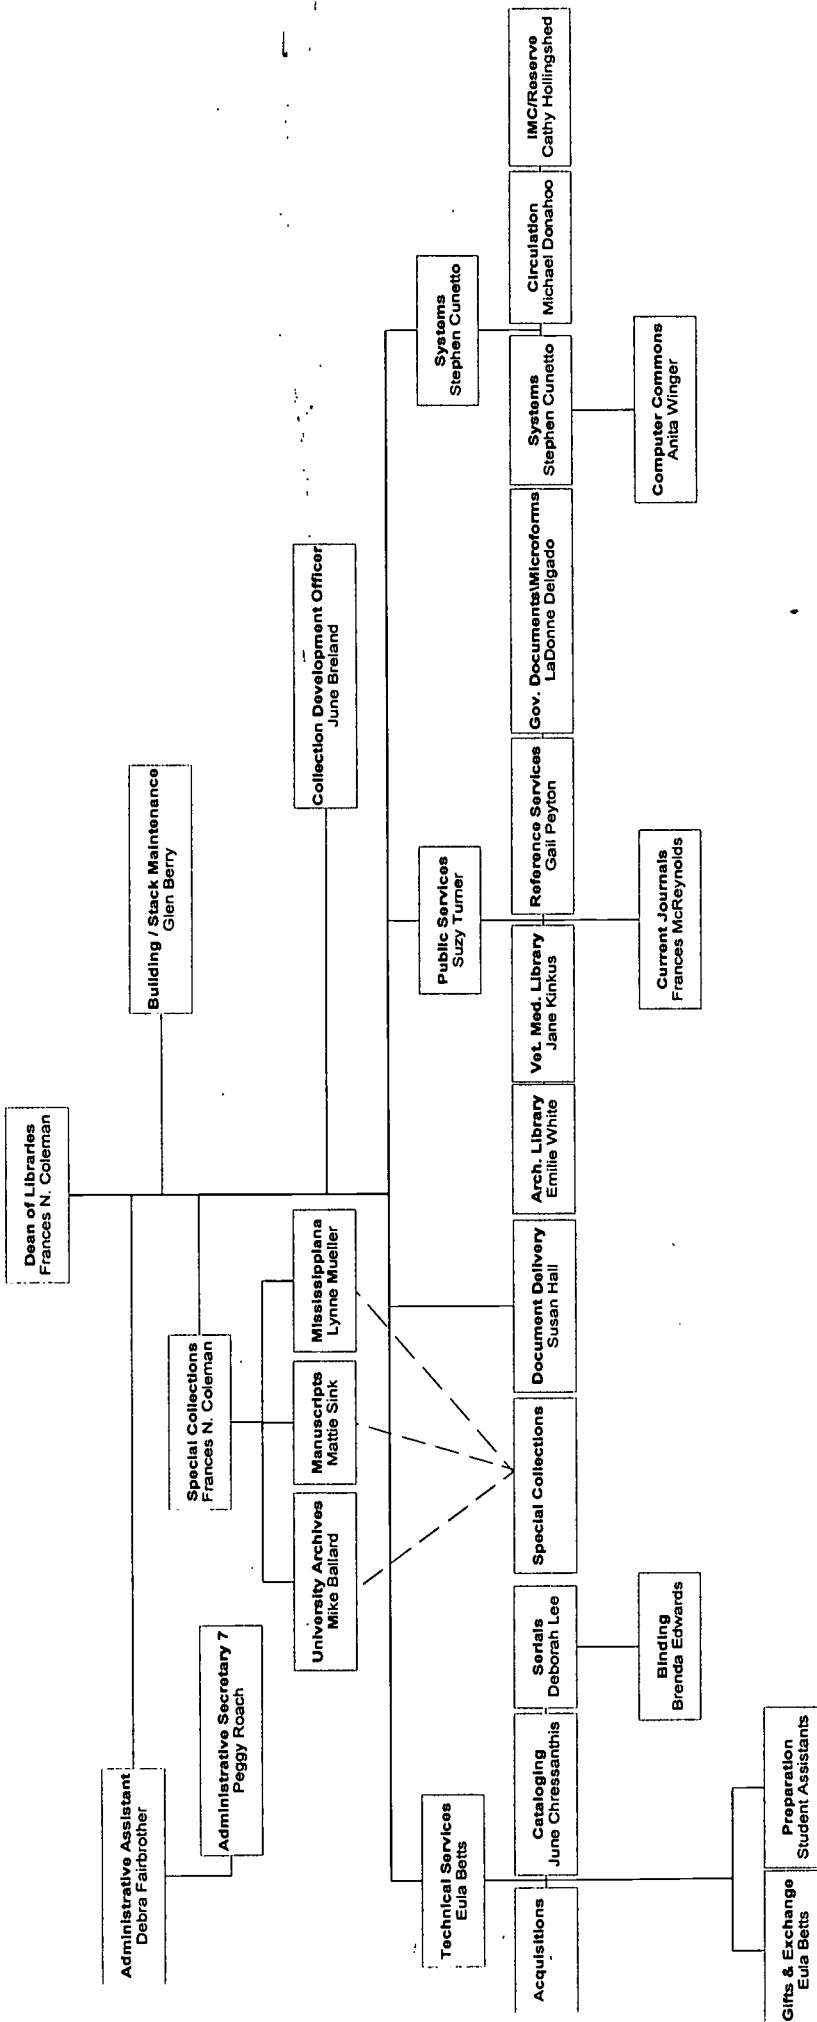 Dean of Libraries
Frances N. Coleman
Building / Stack Maintenance
Glen Berry
Administrative Assistant
Debra Fairbrother
Administrative Secretary 7
Peggy Roach
Special Collections
Frances N. Coleman
University Archives
Mike Ballard
Manuscripts
Mattie Sink
Mississippiana
Lynne Mueller
Collection Development Officer
June Breland
Technical Services
Eula Betts
Public Services
Suzy Turner
Systems
Stephen Cunetto
Acquisitions
Cataloging
June Chressanthis
Serials
Deborah Lee
Special Collections
Document Delivery
Susan Hall
Arch. Library
Emilie White
Vet. Med. Library
Jane Kinkus
Reference Services
Gail Peyton
Gov. Documents\Microforms
LaDonne Delgado
Systems
Stephen Cunetto
Circulation
Michael Donahoo
IMC/Reserve
Cathy Hollingshed
Binding
Brenda Edwards
Current Journals
Frances McReynolds
Computer Commons
Anita Winger
Gifts & Exchange
Eula Betts
Preparation
Student Assistants